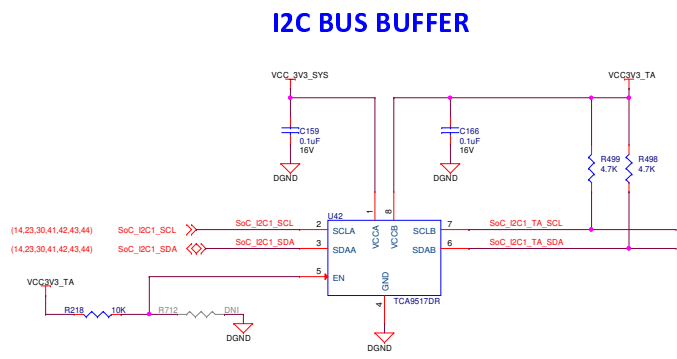 I2C BUS BUFFER
VCC_3V3_SYS
VCC3V3_TA
C159
0.1uF
16V
C166
0.1uF
16V
R499
4.7K
R498
4.7K
DGND
DGND
U42
1
8
VCCA
VCCB
(14,23,30,41,42,43,44) SoC_I2C1_SCL
SoC_I2C1_SCL
2
SCLA
SCLB
7
SoC_I2C1_TA_SCL
(14,23,30,41,42,43,44) SoC_I2C1_SDA
SoC_I2C1_SDA
3
SDAA
SDAB
6
SoC_I2C1_TA_SDA
5
EN
GND
VCC3V3_TA
4
TCA9517DR
R218 10K
R712 DNI
DGND
DGND